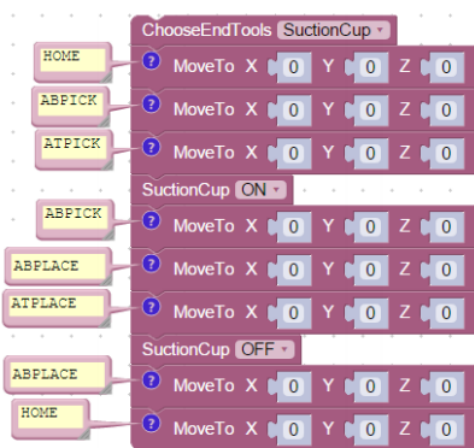 ChooseEndTools SuctionCup
HOME ? MoveTo X 0 Y 0 Z 0
ABPICK ? MoveTo X 0 Y 0 Z 0
ATPICK ? MoveTo X 0 Y 0 Z 0
SuctionCup ON
ABPICK ? MoveTo X 0 Y 0 Z 0
ABPLACE ? MoveTo X 0 Y 0 Z 0
ATPLACE ? MoveTo X 0 Y 0 Z 0
SuctionCup OFF
ABPLACE ? MoveTo X 0 Y 0 Z 0
HOME ? MoveTo X 0 Y 0 Z 0